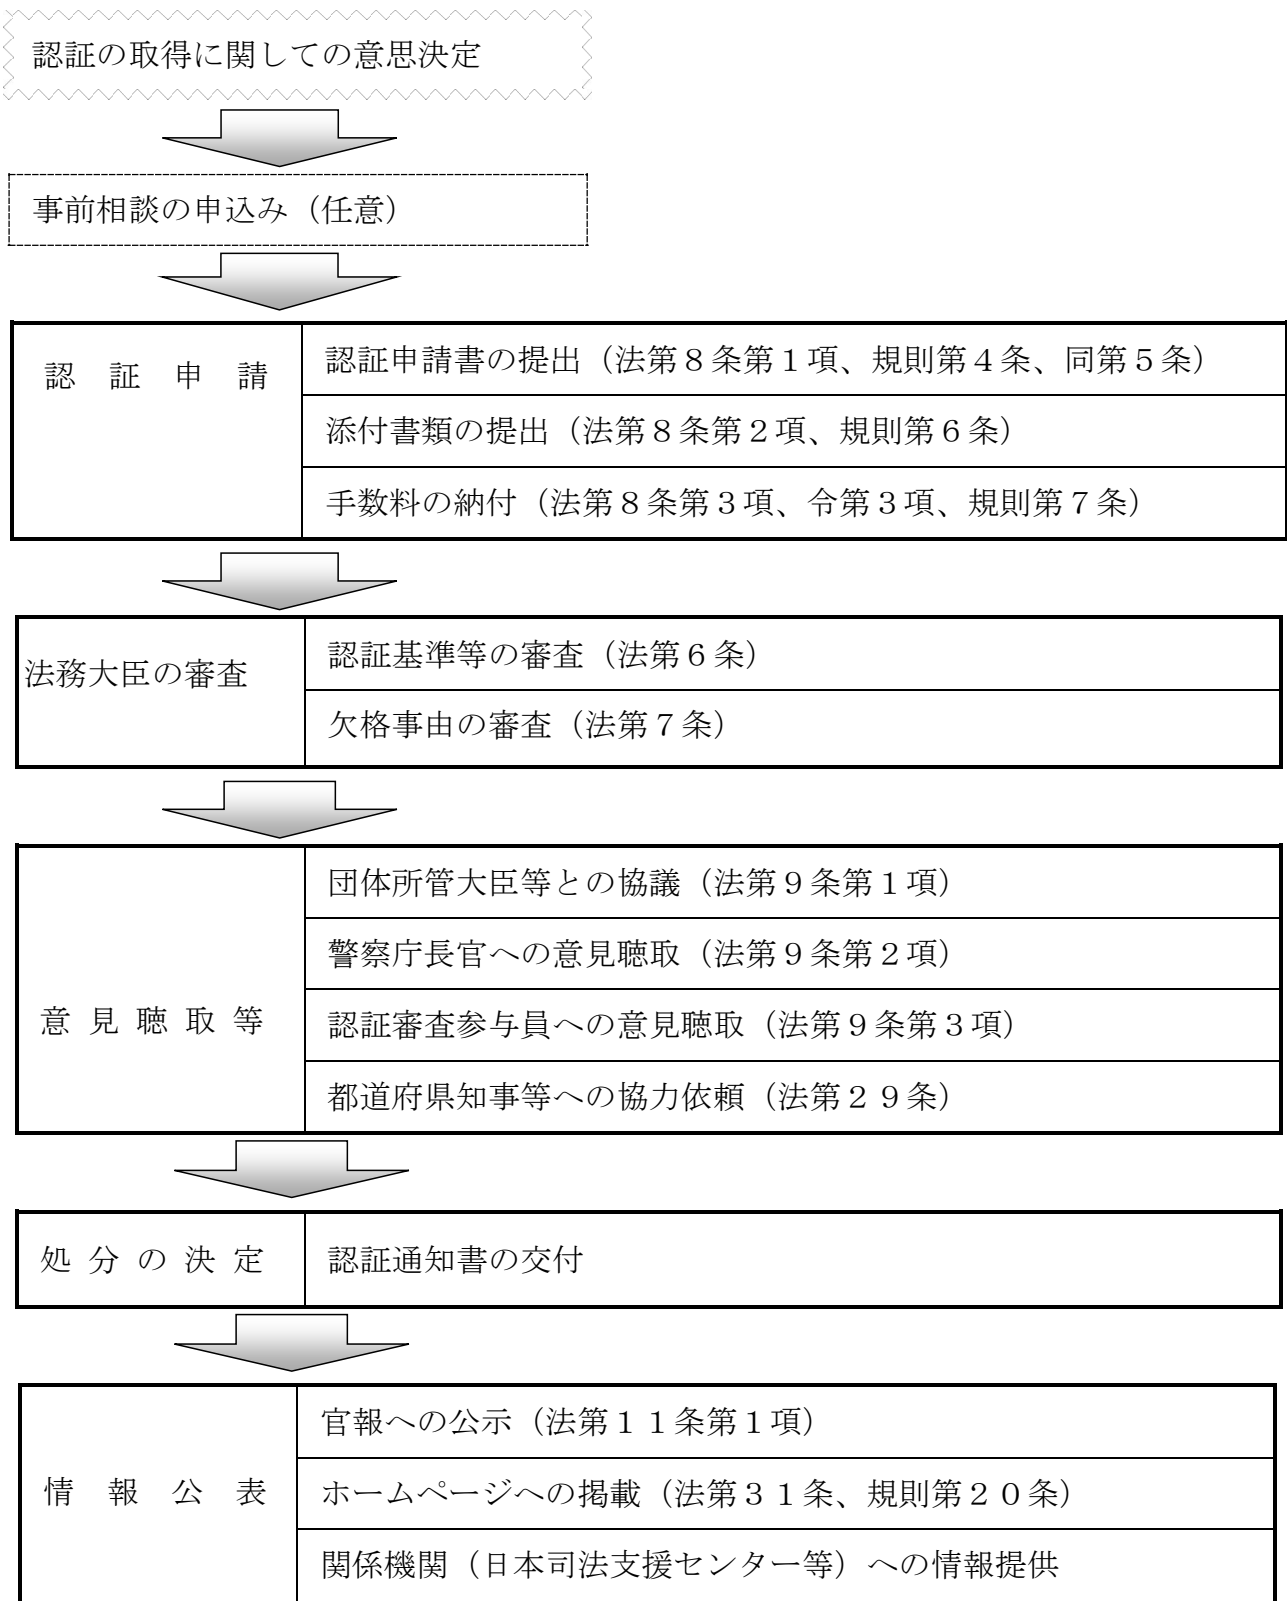 認証の取得に関しての意思決定
事前相談の申込み（任意）
認証申請
認証申請書の提出（法第８条第１項、規則第４条、同第５条）
添付書類の提出（法第８条第２項、規則第６条）
手数料の納付（法第８条第３項、令第３項、規則第７条）
法務大臣の審査
認証基準等の審査（法第６条）
欠格事由の審査（法第７条）
意見聴取等
団体所管大臣等との協議（法第９条第１項）
警察庁長官への意見聴取（法第９条第２項）
認証審査参与員への意見聴取（法第９条第３項）
都道府県知事等への協力依頼（法第２９条）
処分の決定
認証通知書の交付
情報公表
官報への公示（法第１１条第１項）
ホームページへの掲載（法第３１条、規則第２０条）
関係機関（日本司法支援センター等）への情報提供